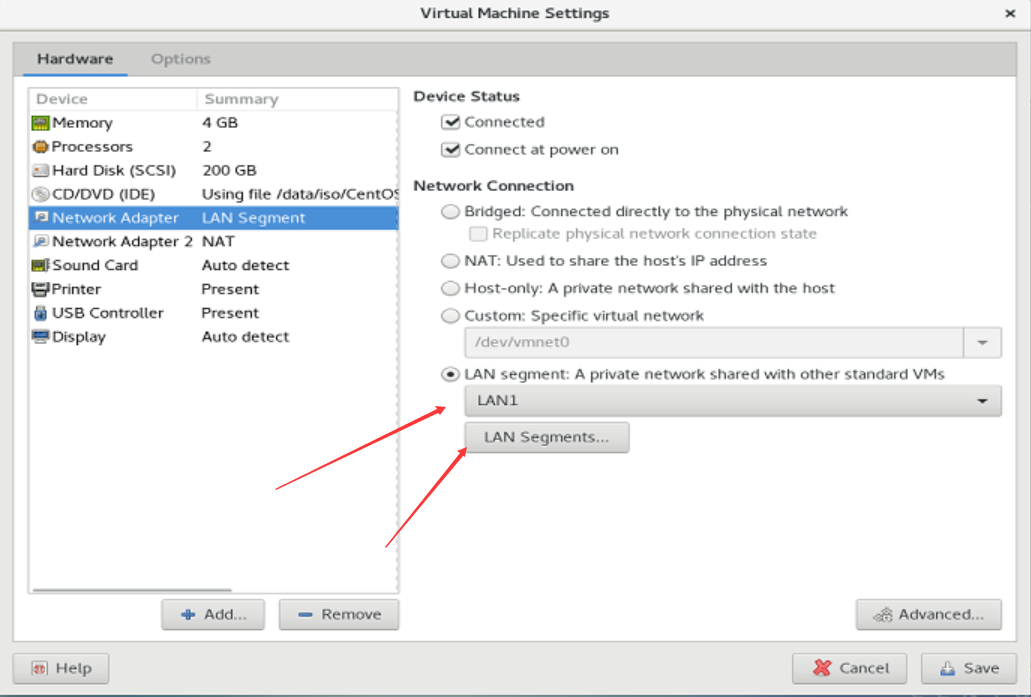 Virtual Machine Settings
Hardware Options
Device Summary
Memory 4 GB
Processors 2
Hard Disk (SCSI) 200 GB
CD/DVD (IDE) Using file /data/iso/CentOS
Network Adapter LAN Segment
Network Adapter 2 NAT
Sound Card Auto detect
Printer Present
USB Controller Present
Display Auto detect
Add...
Remove
Device Status
Connected
Connect at power on
Network Connection
Bridged: Connected directly to the physical network
Replicate physical network connection state
NAT: Used to share the host's IP address
Host-only: A private network shared with the host
Custom: Specific virtual network
/dev/vmnet0
LAN segment: A private network shared with other standard VMs
LAN1
LAN Segments...
Advanced...
Help
Cancel
Save